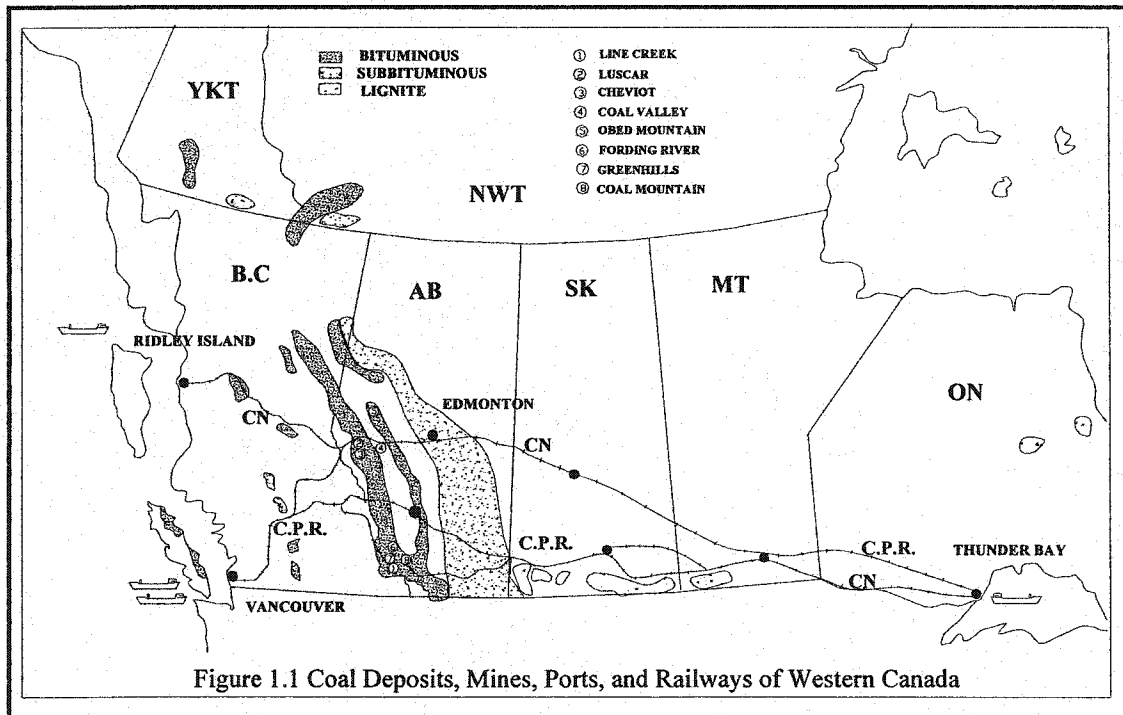 BITUMINOUS
SUBBITUMINOUS
LIGNITE
① LINE CREEK
② LUSCAR
③ CHEVIOT
④ COAL VALLEY
⑤ OBED MOUNTAIN
⑥ FORDING RIVER
⑦ GREENHILLS
⑧ COAL MOUNTAIN
YKT
NWT
B.C
AB
SK
MT
RIDLEY ISLAND
ON
EDMONTON
CN
CN
④
C.P.R.
C.P.R.
C.P.R.
THUNDER BAY
CN
VANCOUVER
Figure 1.1 Coal Deposits, Mines, Ports, and Railways of Western Canada